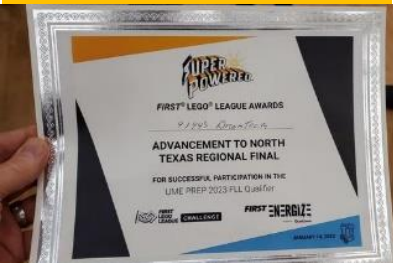 SUPER
POWERED
FIRST® LEGO® LEAGUE AWARDS
ADVANCEMENT TO NORTH
TEXAS REGIONAL FINAL
FOR SUCCESSFUL PARTICIPATION IN THE
UME PREP 2023 FLL Qualifier
FIRST
LEGO
LEAGUE
CHALLENGE
FIRST ENERGIZE